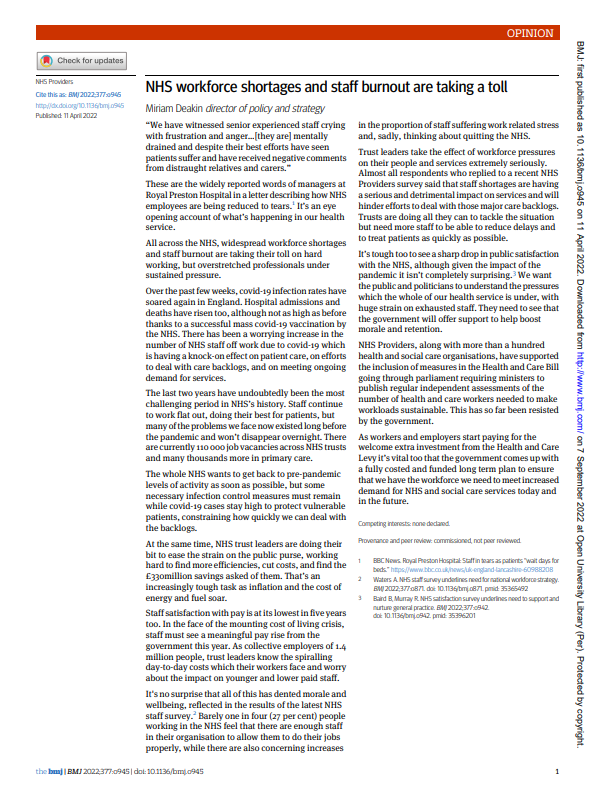 OPINION
Check for updates
NHS Providers
Cite this as: BMJ 2022;377:o945
http://dx.doi.org/10.1136/bmj.o945
Published: 11 April 2022
NHS workforce shortages and staff burnout are taking a toll
Miriam Deakin director of policy and strategy
“We have witnessed senior experienced staff crying
with frustration and anger... [they are] mentally
drained and despite their best efforts have seen
patients suffer and have received negative comments
from distraught relatives and carers.”
These are the widely reported words of managers at
Royal Preston Hospital in a letter describing how NHS
employees are being reduced to tears.1 It’s an eye
opening account of what’s happening in our health
service.
All across the NHS, widespread workforce shortages
and staff burnout are taking their toll on hard
working, but overstretched professionals under
sustained pressure.
Over the past few weeks, covid-19 infection rates have
soared again in England. Hospital admissions and
deaths have risen too, although not as high as before
thanks to a successful mass covid-19 vaccination by
the NHS. There has been a worrying increase in the
number of NHS staff off work due to covid-19 which
is having a knock-on effect on patient care, on efforts
to deal with care backlogs, and on meeting ongoing
demand for services.
The last two years have undoubtedly been the most
challenging period in NHS’s history. Staff continue
to work flat out, doing their best for patients, but
many of the problems we face now existed long before
the pandemic and won’t disappear overnight. There
are currently 110 000 job vacancies across NHS trusts
and many thousands more in primary care.
The whole NHS wants to get back to pre-pandemic
levels of activity as soon as possible, but some
necessary infection control measures must remain
while covid-19 cases stay high to protect vulnerable
patients, constraining how quickly we can deal with
the backlogs.
At the same time, NHS trust leaders are doing their
bit to ease the strain on the public purse, working
hard to find more efficiencies, cut costs, and find the
£330million savings asked of them. That’s an
increasingly tough task as inflation and the cost of
energy and fuel soar.
Staff satisfaction with pay is at its lowest in five years
too. In the face of the mounting cost of living crisis,
staff must see a meaningful pay rise from the
government this year. As collective employers of 1.4
million people, trust leaders know the spiralling
day-to-day costs which their workers face and worry
about the impact on younger and lower paid staff.
It’s no surprise that all of this has dented morale and
wellbeing, reflected in the results of the latest NHS
staff survey.2 Barely one in four (27 per cent) people
working in the NHS feel that there are enough staff
in their organisation to allow them to do their jobs
properly, while there are also concerning increases
in the proportion of staff suffering work related stress
and, sadly, thinking about quitting the NHS.
Trust leaders take the effect of workforce pressures
on their people and services extremely seriously.
Almost all respondents who replied to a recent NHS
Providers survey said that staff shortages are having
a serious and detrimental impact on services and will
hinder efforts to deal with those major care backlogs.
Trusts are doing all they can to tackle the situation
but need more staff to be able to reduce delays and
to treat patients as quickly as possible.
It’s tough too to see a sharp drop in public satisfaction
with the NHS, although given the impact of the
pandemic it isn’t completely surprising.3 We want
the public and politicians to understand the pressures
which the whole of our health service is under, with
huge strain on exhausted staff. They need to see that
the government will offer support to help boost
morale and retention.
NHS Providers, along with more than a hundred
health and social care organisations, have supported
the inclusion of measures in the Health and Care Bill
going through parliament requiring ministers to
publish regular independent assessments of the
number of health and care workers needed to make
workloads sustainable. This has so far been resisted
by the government.
As workers and employers start paying for the
welcome extra investment from the Health and Care
Levy it’s vital too that the government comes up with
a fully costed and funded long term plan to ensure
that we have the workforce we need to meet increased
demand for NHS and social care services today and
in the future.
Competing interests: none declared.
Provenance and peer review: commissioned, not peer reviewed.
1 BBC News. Royal Preston Hospital: Staff in tears as patients “wait days for
beds.” https://www.bbc.co.uk/news/uk-england-lancashire-60988208
2 Waters A. NHS staff survey underlines need for national workforce strategy.
BMJ 2022;377:o871. doi: 10.1136/bmj.o871. pmid: 35365492
3 Baird B, Murray R. NHS satisfaction survey underlines need to support and
nurture general practice. BMJ 2022;377:o942.
doi: 10.1136/bmj.o942. pmid: 35396201
the bmj | BMJ 2022;377:o945 | doi: 10.1136/bmj.o945
1
BMJ: first published as 10.1136/bmj.o945 on 11 April 2022. Downloaded from http://www.bmj.com/ on 7 September 2022 at Open University Library (Per). Protected by copyright.